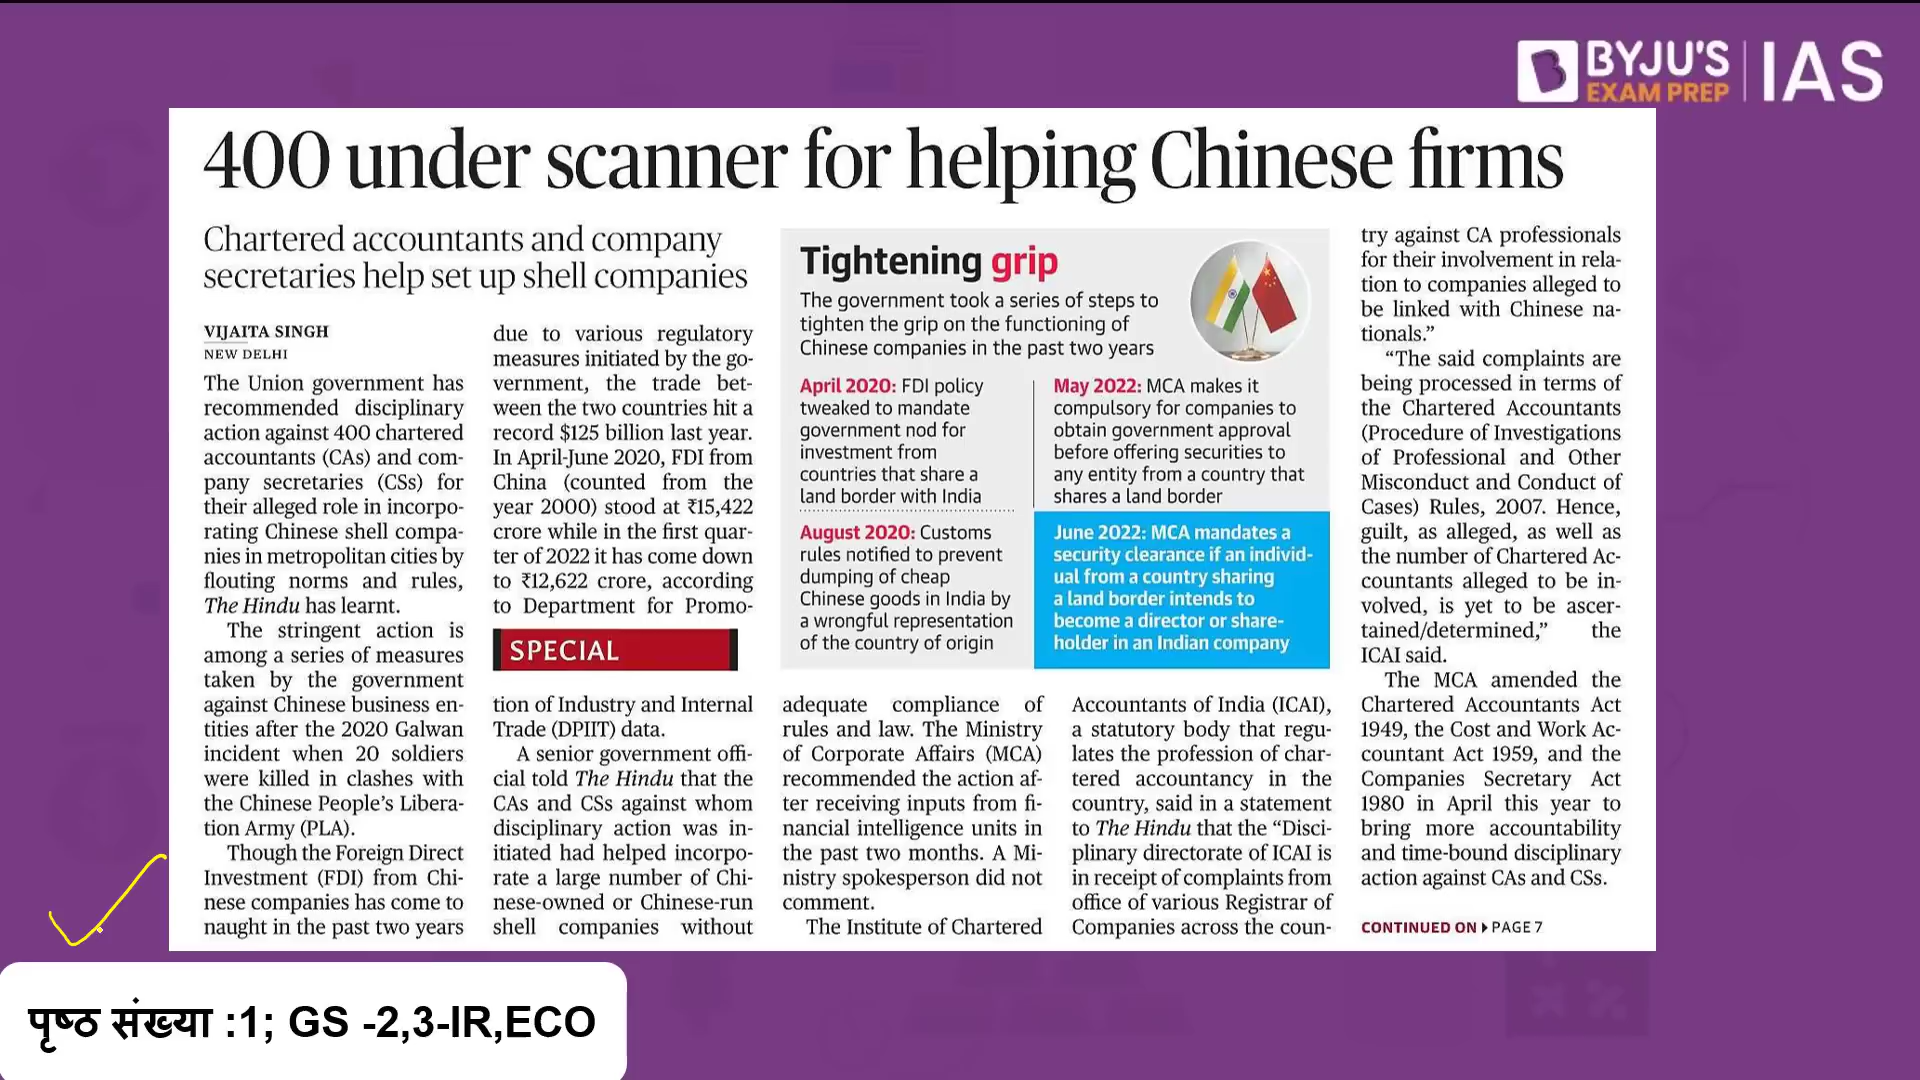 BYJU'S
EXAM PREP
IAS
400 under scanner for helping Chinese firms
Chartered accountants and company
secretaries help set up shell companies
VIJAITA SINGH
NEW DELHI
The Union government has
recommended disciplinary
action against 400 chartered
accountants (CAs) and com-
pany secretaries (CSs) for
their alleged role in incorpo-
rating Chinese shell compa-
nies in metropolitan cities by
flouting norms and rules,
The Hindu has learnt.
The stringent action is
among a series of measures
taken by the government
against Chinese business en-
tities after the 2020 Galwan
incident when 20 soldiers
were killed in clashes with
the Chinese People's Libera-
tion Army (PLA).
Though the Foreign Direct
Investment (FDI) from Chi-
nese companies has come to
naught in the past two years
due to various regulatory
measures initiated by the go-
vernment, the trade bet-
ween the two countries hit a
record $125 billion last year.
In April-June 2020, FDI from
China (counted from the
year 2000) stood at ₹15,422
crore while in the first quar-
ter of 2022 it has come down
to ₹12,622 crore, according
to Department for Promo-
SPECIAL
tion of Industry and Internal
Trade (DPIIT) data.
A senior government offi-
cial told The Hindu that the
CAs and CSs against whom
disciplinary action was in-
itiated had helped incorpo-
rate a large number of Chi-
nese-owned or Chinese-run
shell companies without
Tightening grip
The government took a series of steps to
tighten the grip on the functioning of
Chinese companies in the past two years
April 2020: FDI policy
tweaked to mandate
government nod for
investment from
countries that share a
land border with India
August 2020: Customs
rules notified to prevent
dumping of cheap
Chinese goods in India by
a wrongful representation
of the country of origin
May 2022: MCA makes it
compulsory for companies to
obtain government approval
before offering securities to
any entity from a country that
shares a land border
June 2022: MCA mandates a
security clearance if an individ-
ual from a country sharing
a land border intends to
become a director or share-
holder in an Indian company
adequate compliance of
rules and law. The Ministry
of Corporate Affairs (MCA)
recommended the action af-
ter receiving inputs from fi-
nancial intelligence units in
the past two months. A Mi-
nistry spokesperson did not
comment.
The Institute of Chartered
Accountants of India (ICAI),
a statutory body that regu-
lates the profession of char-
tered accountancy in the
country, said in a statement
to The Hindu that the “Disci-
plinary directorate of ICAI is
in receipt of complaints from
office of various Registrar of
Companies across the coun-
try against CA professionals
for their involvement in rela-
tion to companies alleged to
be linked with Chinese na-
tionals.”
“The said complaints are
being processed in terms of
the Chartered Accountants
(Procedure of Investigations
of Professional and Other
Misconduct and Conduct of
Cases) Rules, 2007. Hence,
guilt, as alleged, as well as
the number of Chartered Ac-
countants alleged to be in-
volved, is yet to be ascer-
tained/determined,” the
ICAI said.
The MCA amended the
Chartered Accountants Act
1949, the Cost and Work Ac-
countant Act 1959, and the
Companies Secretary Act
1980 in April this year to
bring more accountability
and time-bound disciplinary
action against CAs and CSs.
CONTINUED ON PAGE 7
पृष्ठ संख्या :1; GS -2,3-IR,ECO